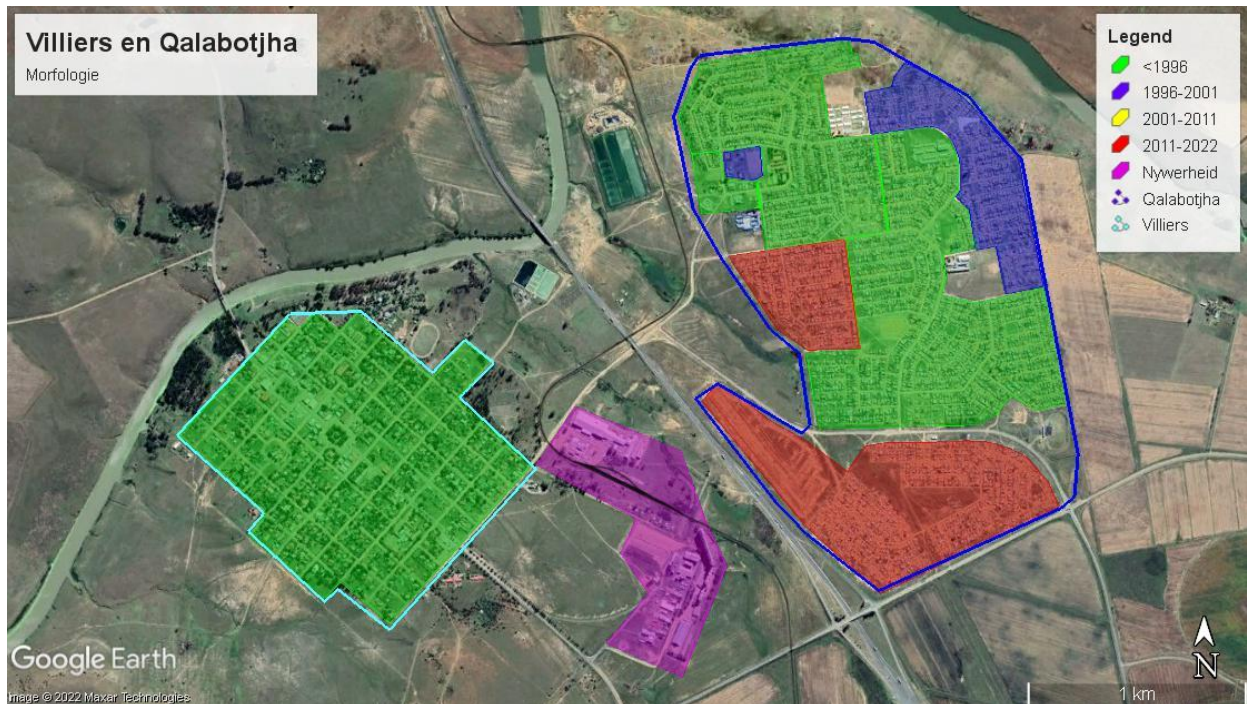 Villiers en Qalabotjha
Morfologie
Legend
<1996
1996-2001
2001-2011
2011-2022
Nywerheid
Qalabotjha
Villiers
Google Earth
Image © 2022 Maxar Technologies
N
1 km